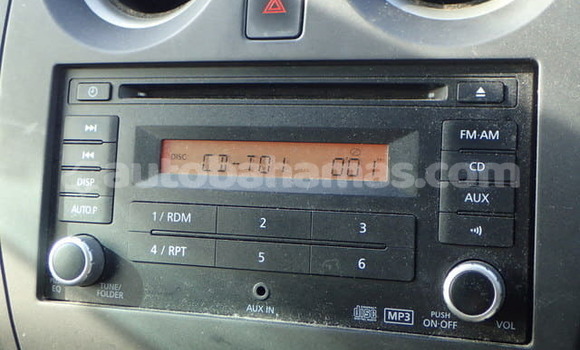 FM·AM
DISC CD-T01 00
CD
DISP
AUX
AUTO.P
1 / RDM 2 3
4 / RPT 5 6
EQ TUNE/FOLDER
AUX IN
MP3
PUSH ON·OFF VOL
autobahamas.com